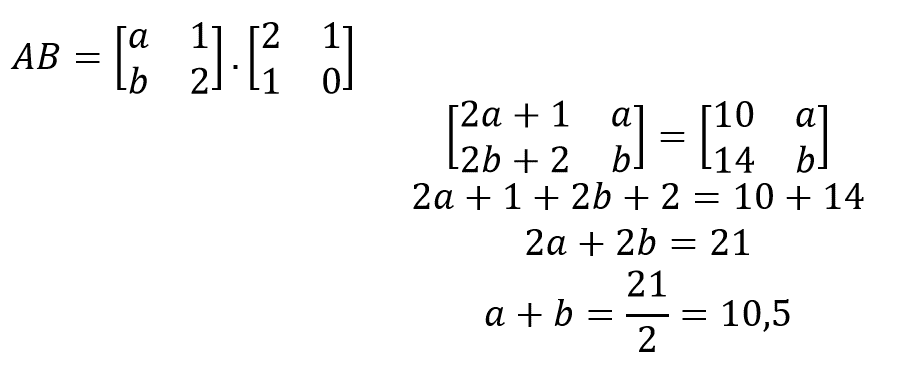 AB = [a 1 b 2] . [2 1 1 0]
[2a + 1 a 2b + 2 b] = [10 a 14 b]
2a + 1 + 2b + 2 = 10 + 14
2a + 2b = 21
a + b = 21/2 = 10,5